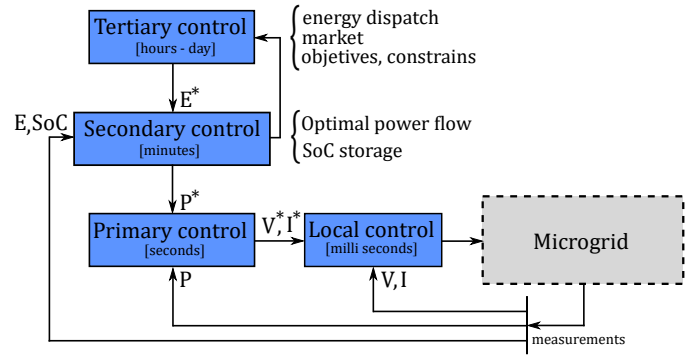 Tertiary control
[hours - day]
energy dispatch
market
objetives, constrains
E*
E,SoC
Secondary control
[minutes]
Optimal power flow
SoC storage
P*
Primary control
[seconds]
V*, I*
Local control
[milli seconds]
Microgrid
P
V, I
measurements